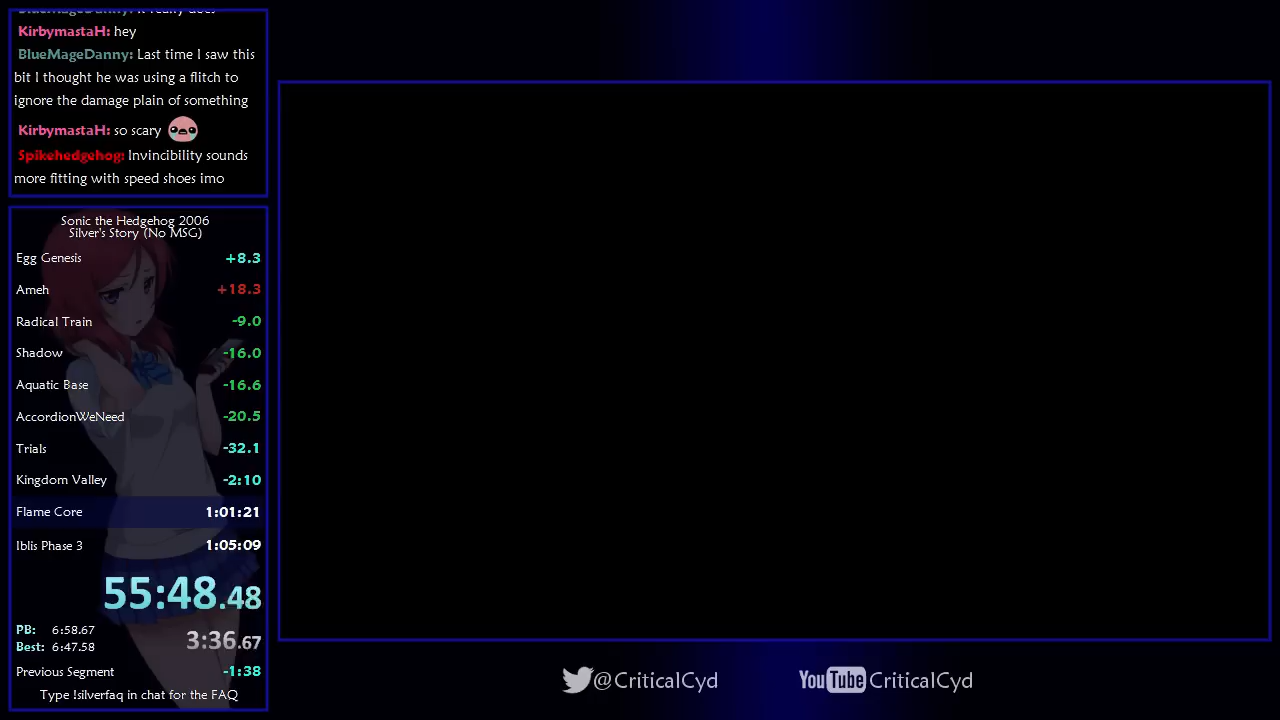 BlueMageDanny: it really does
KirbymastaH: hey
BlueMageDanny: Last time I saw this
bit I thought he was using a flitch to
ignore the damage plain of something
KirbymastaH: so scary
Spikehedgehog: Invincibility sounds
more fitting with speed shoes imo
Sonic the Hedgehog 2006
Silver's Story (No MSG)
Egg Genesis +8.3
Ameh +18.3
Radical Train -9.0
Shadow -16.0
Aquatic Base -16.6
AccordionWeNeed -20.5
Trials -32.1
Kingdom Valley -2:10
Flame Core 1:01:21
Iblis Phase 3 1:05:09
55:48.48
PB: 6:58.67
Best: 6:47.58
3:36.67
Previous Segment -1:38
Type !silverfaq in chat for the FAQ
@CriticalCyd
YouTube CriticalCyd